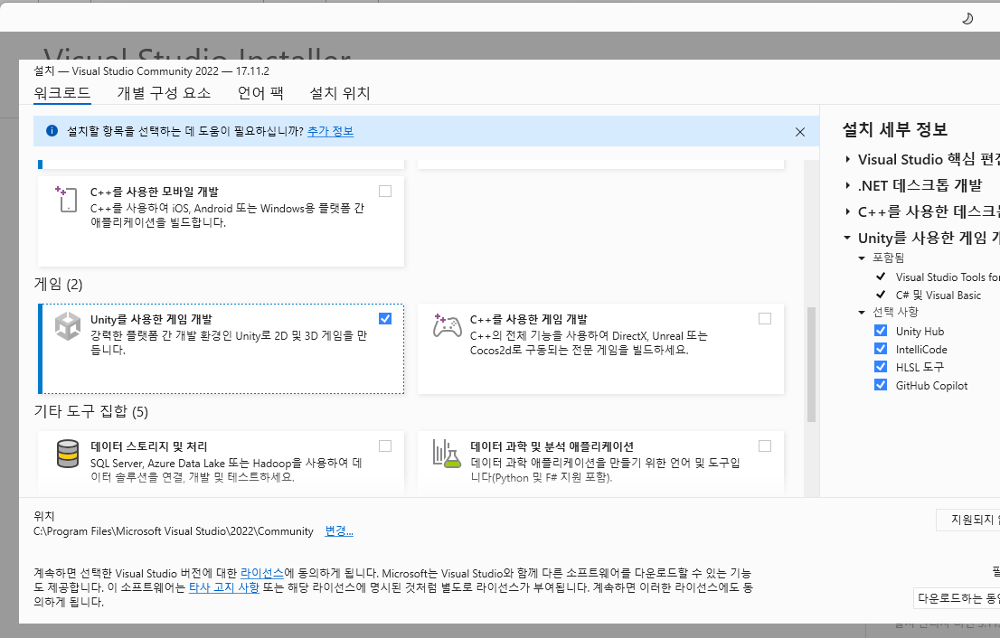 Visual Studio Installer
설치 — Visual Studio Community 2022 — 17.11.2
워크로드 개별 구성 요소 언어 팩 설치 위치
설치할 항목을 선택하는 데 도움이 필요하십니까? 추가 정보
C++를 사용한 모바일 개발
C++를 사용하여 iOS, Android 또는 Windows용 플랫폼 간
애플리케이션을 빌드합니다.
게임 (2)
Unity를 사용한 게임 개발
강력한 플랫폼 간 개발 환경인 Unity로 2D 및 3D 게임을 만
듭니다.
C++를 사용한 게임 개발
C++의 전체 기능을 사용하여 DirectX, Unreal 또는
Cocos2d로 구동되는 전문 게임을 빌드하세요.
기타 도구 집합 (5)
데이터 스토리지 및 처리
SQL Server, Azure Data Lake 또는 Hadoop을 사용하여 데
이터 솔루션을 연결, 개발 및 테스트하세요.
데이터 과학 및 분석 애플리케이션
데이터 과학 애플리케이션을 만들기 위한 언어 및 도구입
니다(Python 및 F# 지원 포함).
설치 세부 정보
Visual Studio 핵심
.NET 데스크톱 개발
C++를 사용한
Unity를 사용한 게임
포함됨
Visual Studio Tools for
C# 및 Visual Basic
선택 사항
Unity Hub
IntelliCode
HLSL 도구
GitHub Copilot
위치
C:\Program Files\Microsoft Visual Studio\2022\Community 변경...
지원되지
계속하면 선택한 Visual Studio 버전에 대한 라이선스에 동의하게 됩니다. Microsoft는 Visual Studio와 함께 다른 소프트웨어를 다운로드할 수 있는 기능
도 제공합니다. 이 소프트웨어는 타사 고지 사항 또는 해당 라이선스에 명시된 것처럼 별도로 라이선스가 부여됩니다. 계속하면 이러한 라이선스에도 동
의하게 됩니다.
다운로드하는